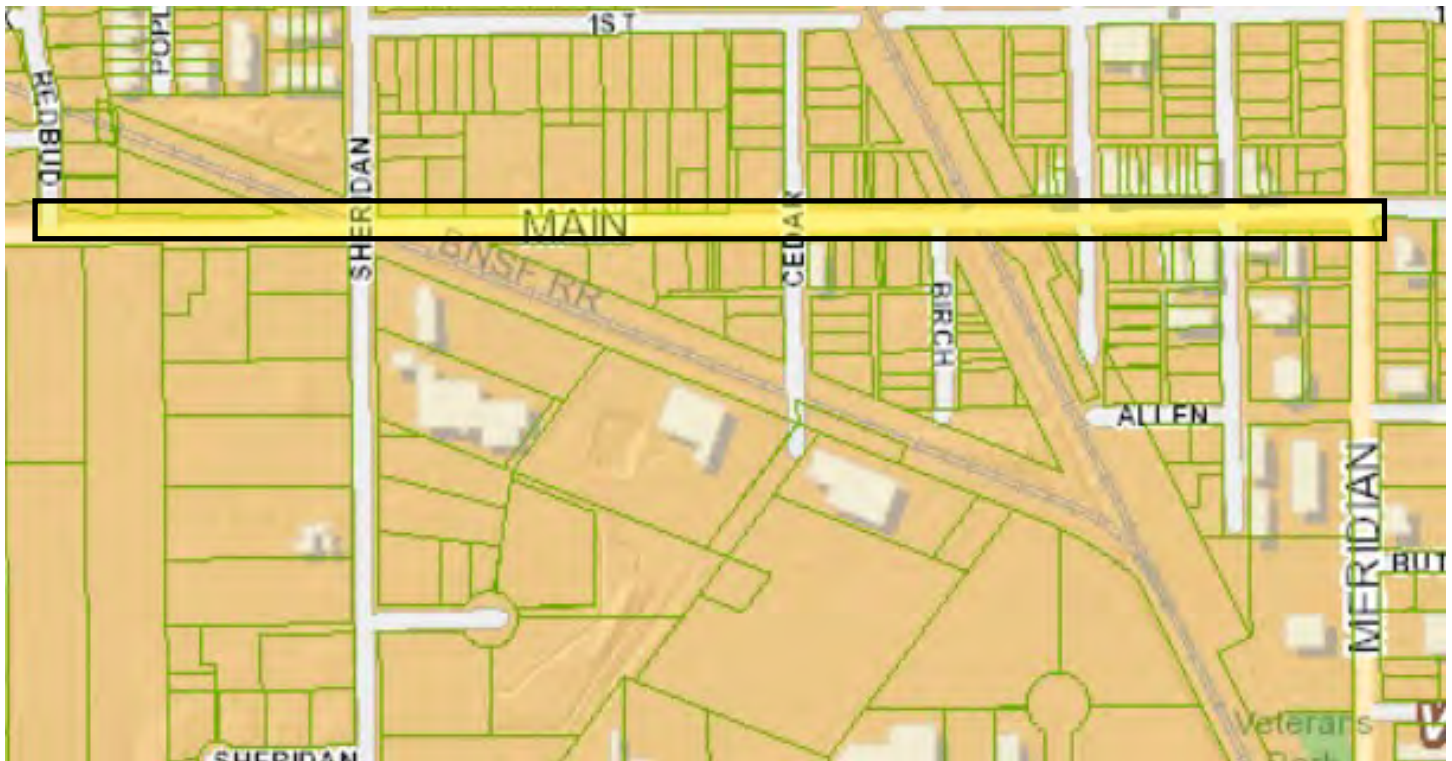 1ST
POPL
REDBUD
SHERIDAN
MAIN
CEDAR
BNSF RR
BIRCH
ALLEN
MERIDIAN
BUT
Veterans
Park
SHERIDAN